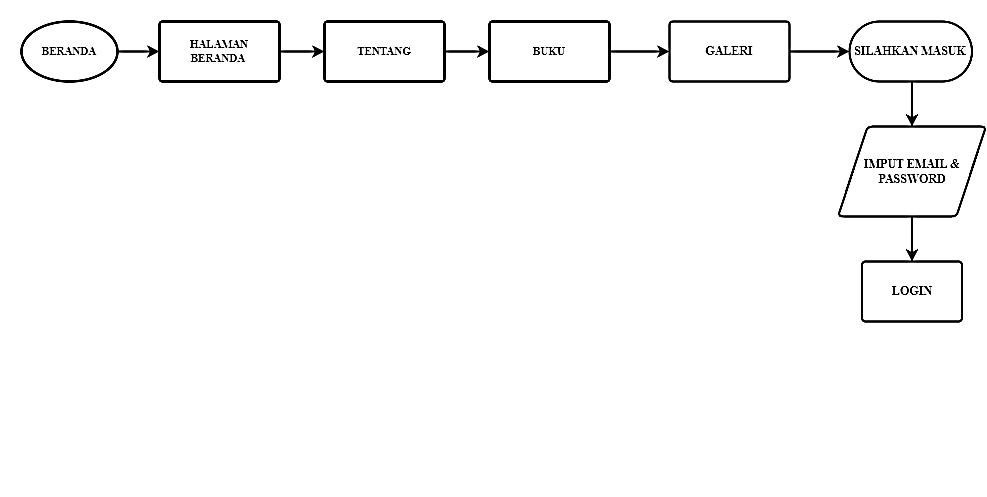 BERANDA
HALAMAN
BERANDA
TENTANG
BUKU
GALERI
SILAHKAN MASUK
IMPUT EMAIL &
PASSWORD
LOGIN